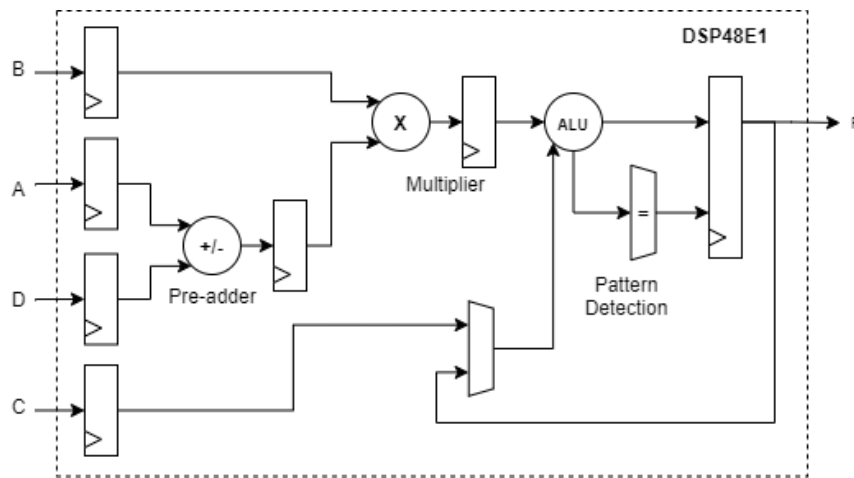 DSP48E1
B
X
ALU
Multiplier
A
+/-
=
Pre-adder
Pattern
Detection
D
C